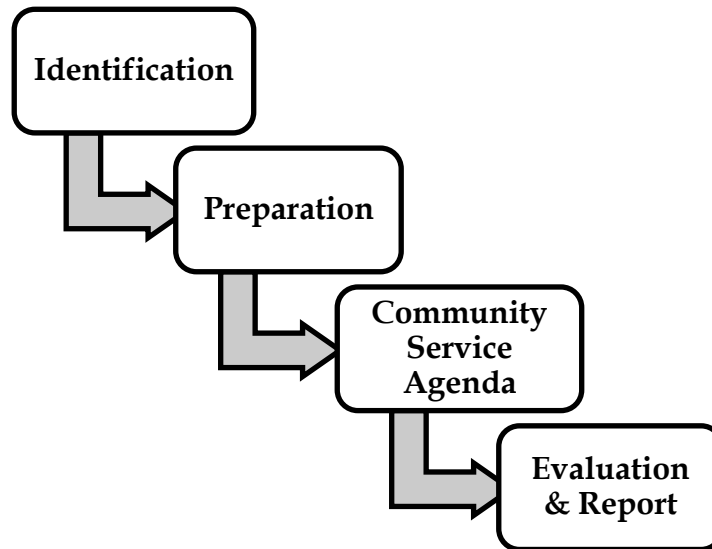 Identification
Preparation
Community
Service
Agenda
Evaluation
& Report